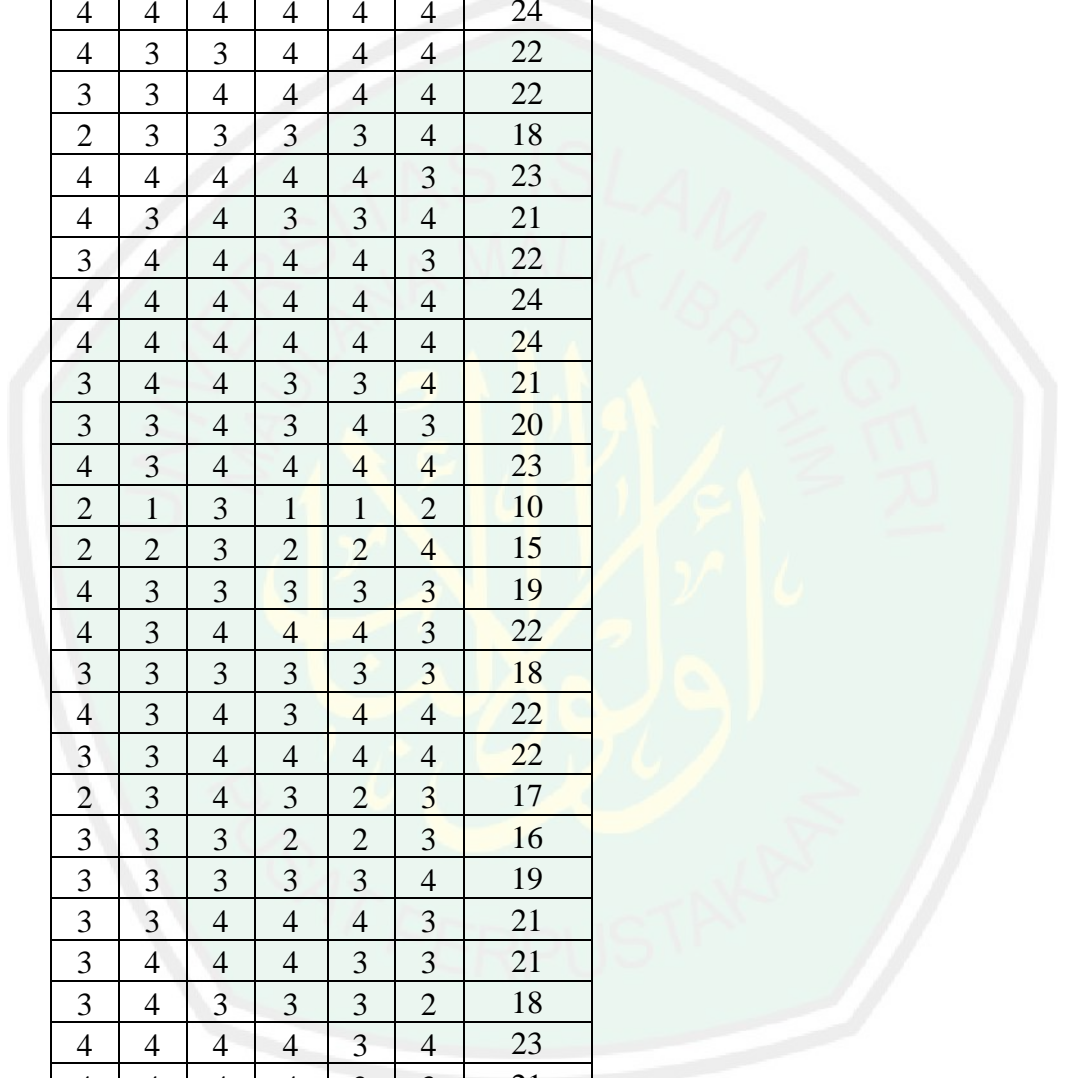 4 4 4 4 4 4 24
4 3 3 4 4 4 22
3 3 4 4 4 4 22
2 3 3 3 3 4 18
4 4 4 4 4 3 23
4 3 4 3 3 4 21
3 4 4 4 4 3 22
4 4 4 4 4 4 24
4 4 4 4 4 4 24
3 4 4 3 3 4 21
3 3 4 3 4 3 20
4 3 4 4 4 4 23
2 1 3 1 1 2 10
2 2 3 2 2 4 15
4 3 3 3 3 3 19
4 3 4 4 4 3 22
3 3 3 3 3 3 18
4 3 4 3 4 4 22
3 3 4 4 4 4 22
2 3 4 3 2 3 17
3 3 3 2 2 3 16
3 3 3 3 3 4 19
3 3 4 4 4 3 21
3 4 4 4 3 3 21
3 4 3 3 3 2 18
4 4 4 4 3 4 23
UNIVERSITAS ISLAM NEGERI
MAULANA MALIK IBRAHIM
PUSAT PERPUSTAKAAN